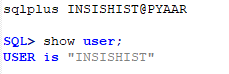 sqlplus INSISHIST@PYAAR
SQL> show user;
USER is "INSISHIST"